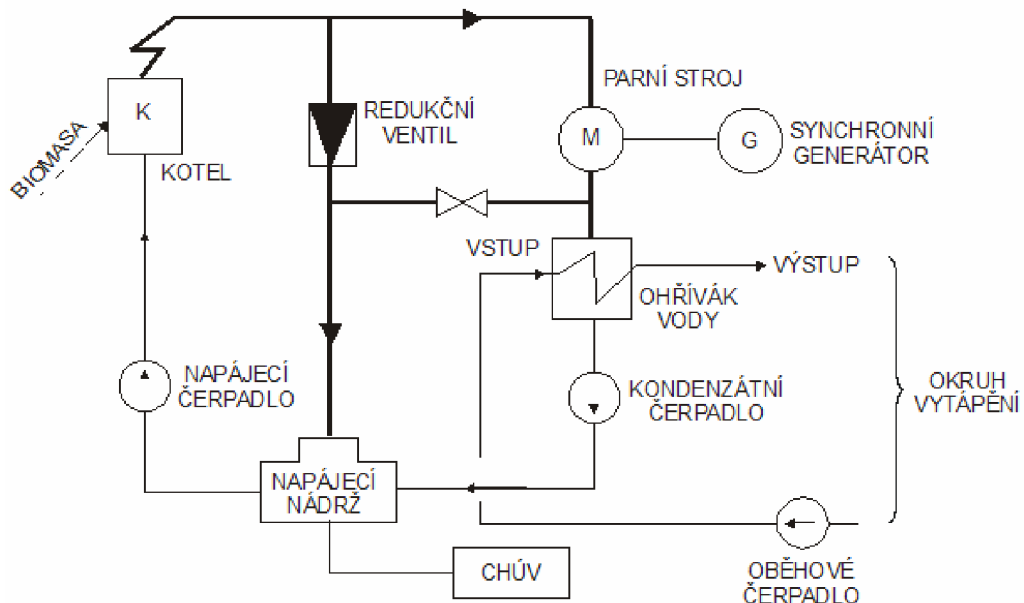 PARNÍ STROJ
K
REDUKČNÍ
VENTIL
M
G
SYNCHRONNÍ
GENERÁTOR
BIOMASA
KOTEL
VSTUP
VÝSTUP
OHŘÍVÁK
VODY
NAPÁJECÍ
ČERPADLO
KONDENZÁTNÍ
ČERPADLO
OKRUH
VYTÁPĚNÍ
NAPÁJECÍ
NÁDRŽ
CHÚV
OBĚHOVÉ
ČERPADLO